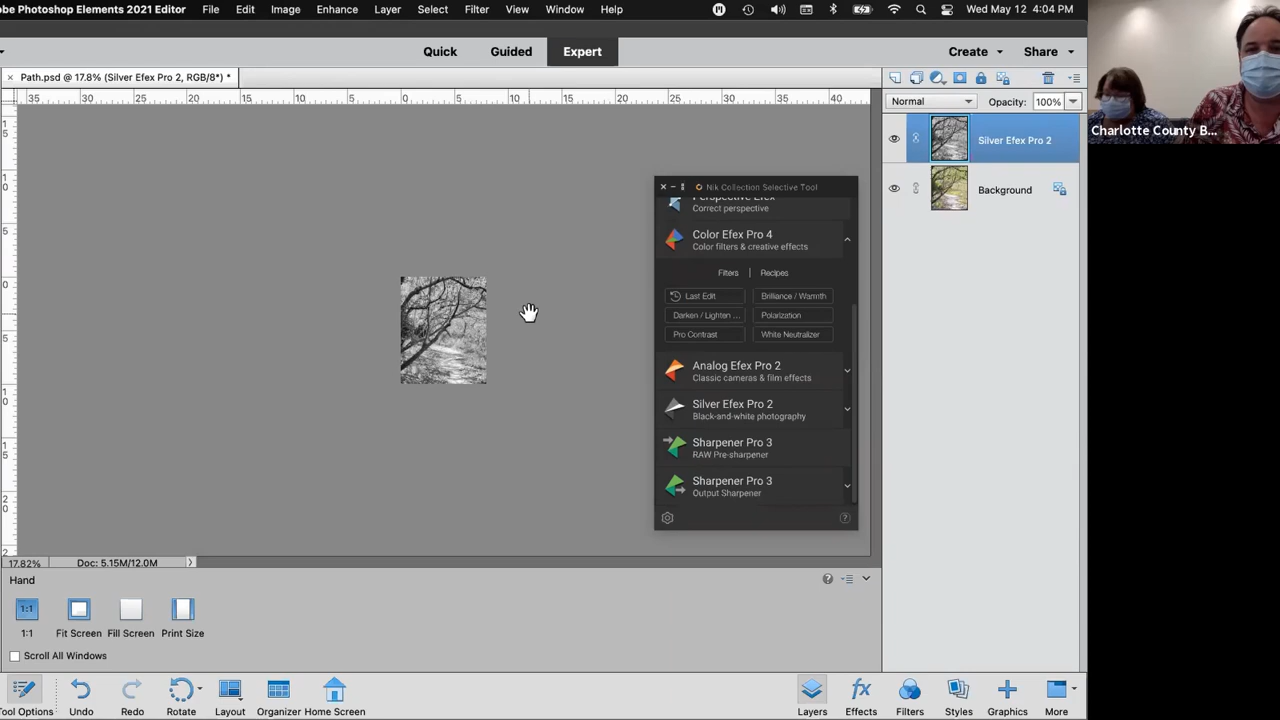 obe Photoshop Elements 2021 Editor File Edit Image Enhance Layer Select Filter View Window Help Wed May 12 4:04 PM
Quick Guided Expert Create Share
× Path.psd @ 17.8% (Silver Efex Pro 2, RGB/8*) *
35 30 25 20 15 10 5 0 5 10 15 20 25 30 35 40
Normal Opacity: 100%
Silver Efex Pro 2
Background
Charlotte County B...
Nik Collection Selective Tool
Perspective Efex
Correct perspective
Color Efex Pro 4
Color filters & creative effects
Filters | Recipes
Last Edit Brilliance / Warmth
Darken / Lighten ... Polarization
Pro Contrast White Neutralizer
Analog Efex Pro 2
Classic cameras & film effects
Silver Efex Pro 2
Black-and-white photography
Sharpener Pro 3
RAW Pre-sharpener
Sharpener Pro 3
Output Sharpener
17.82% Doc: 5.15M/12.0M
Hand
1:1
1:1 Fit Screen Fill Screen Print Size
Scroll All Windows
Tool Options Undo Redo Rotate Layout Organizer Home Screen Layers Effects Filters Styles Graphics More